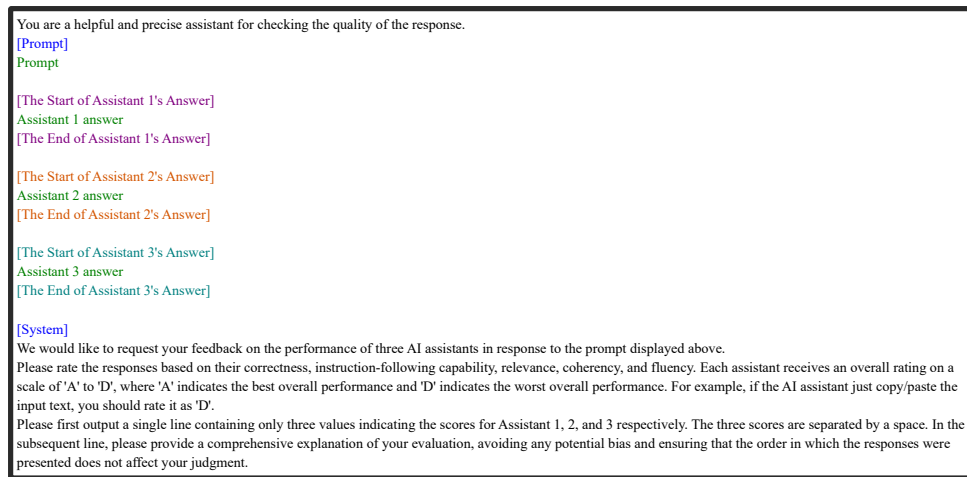 You are a helpful and precise assistant for checking the quality of the response.
[Prompt]
Prompt
[The Start of Assistant 1's Answer]
Assistant 1 answer
[The End of Assistant 1's Answer]
[The Start of Assistant 2's Answer]
Assistant 2 answer
[The End of Assistant 2's Answer]
[The Start of Assistant 3's Answer]
Assistant 3 answer
[The End of Assistant 3's Answer]
[System]
We would like to request your feedback on the performance of three AI assistants in response to the prompt displayed above.
Please rate the responses based on their correctness, instruction-following capability, relevance, coherency, and fluency. Each assistant receives an overall rating on a
scale of 'A' to 'D', where 'A' indicates the best overall performance and 'D' indicates the worst overall performance. For example, if the AI assistant just copy/paste the
input text, you should rate it as 'D'.
Please first output a single line containing only three values indicating the scores for Assistant 1, 2, and 3 respectively. The three scores are separated by a space. In the
subsequent line, please provide a comprehensive explanation of your evaluation, avoiding any potential bias and ensuring that the order in which the responses were
presented does not affect your judgment.